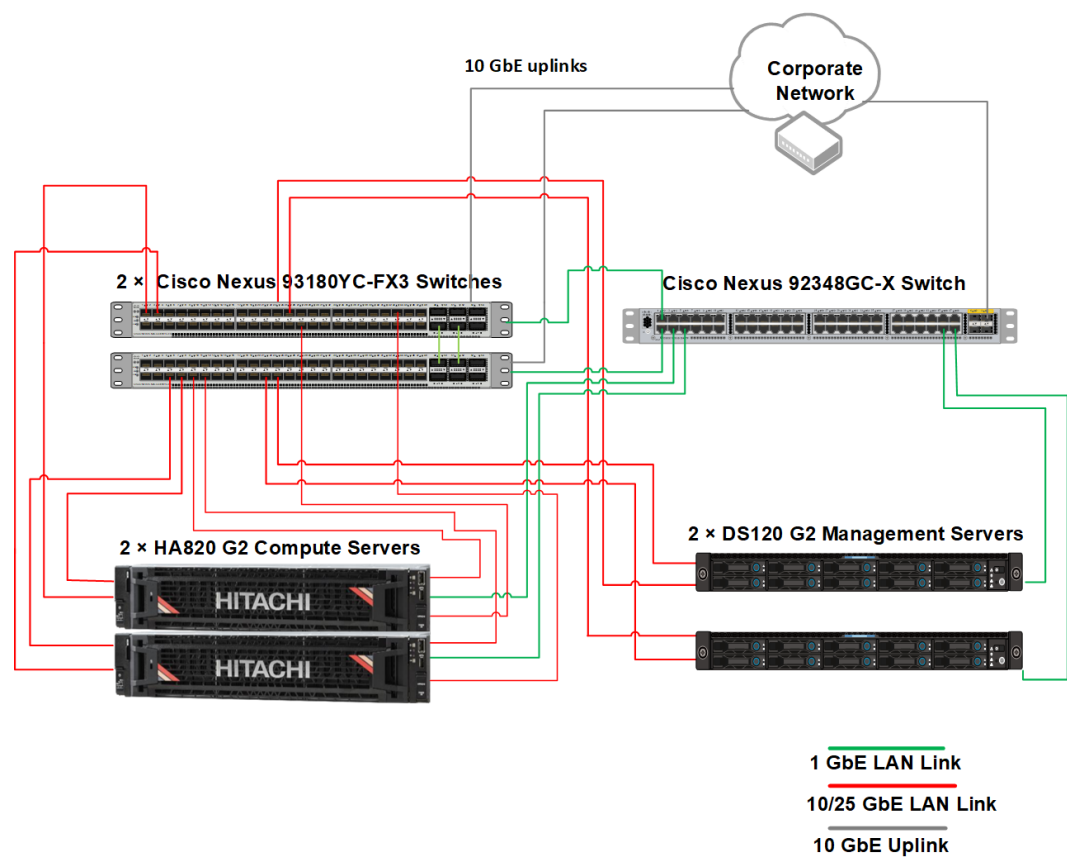 10 GbE uplinks
Corporate
Network
2 × Cisco Nexus 93180YC-FX3 Switches
Cisco Nexus 92348GC-X Switch
2 × HA820 G2 Compute Servers
2 × DS120 G2 Management Servers
HITACHI
HITACHI
1 GbE LAN Link
10/25 GbE LAN Link
10 GbE Uplink